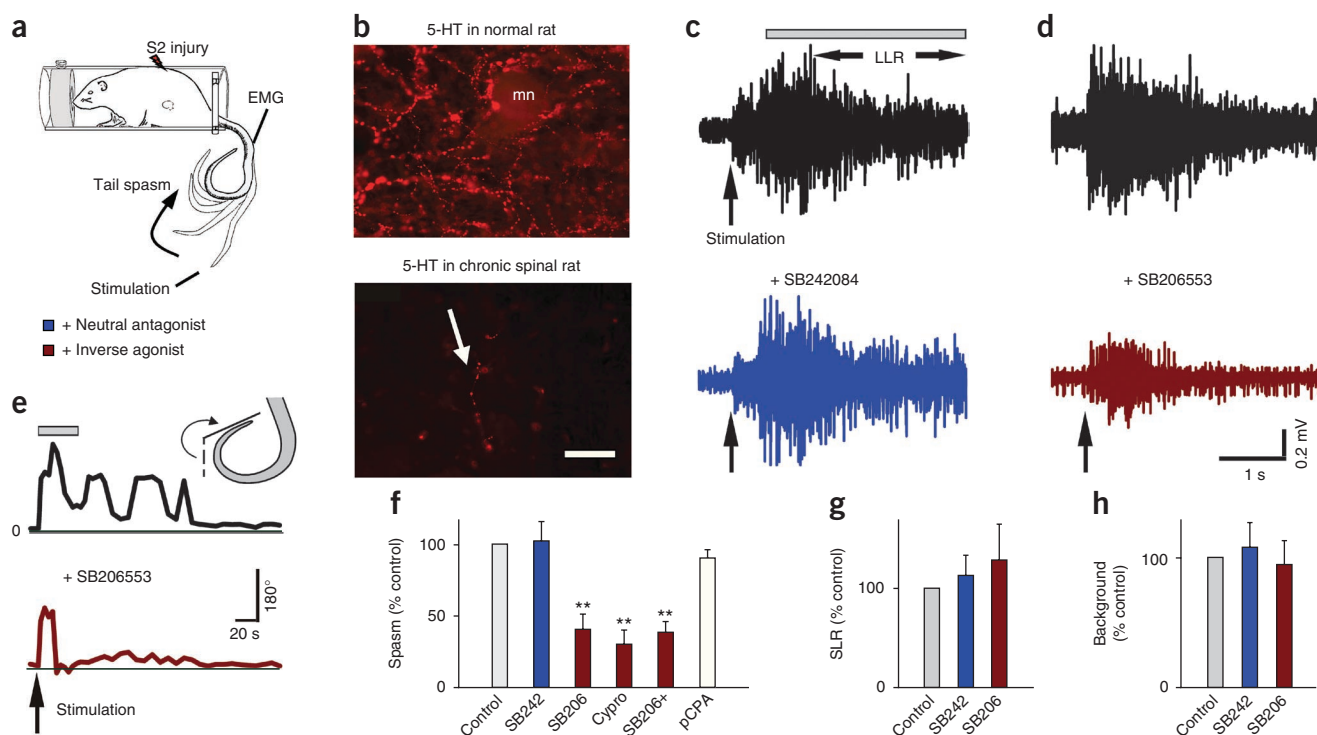 a
S2 injury
EMG
Tail spasm
Stimulation
+ Neutral antagonist
+ Inverse agonist
b
5-HT in normal rat
mn
5-HT in chronic spinal rat
c
LLR
Stimulation
+ SB242084
d
+ SB206553
0.2 mV
1 s
e
0
+ SB206553
180°
20 s
Stimulation
f
Spasm (% control)
100
50
0
**
**
**
Control
SB242
SB206
Cypro
SB206+
pCPA
g
SLR (% control)
100
0
Control
SB242
SB206
h
Background
(% control)
100
0
Control
SB242
SB206